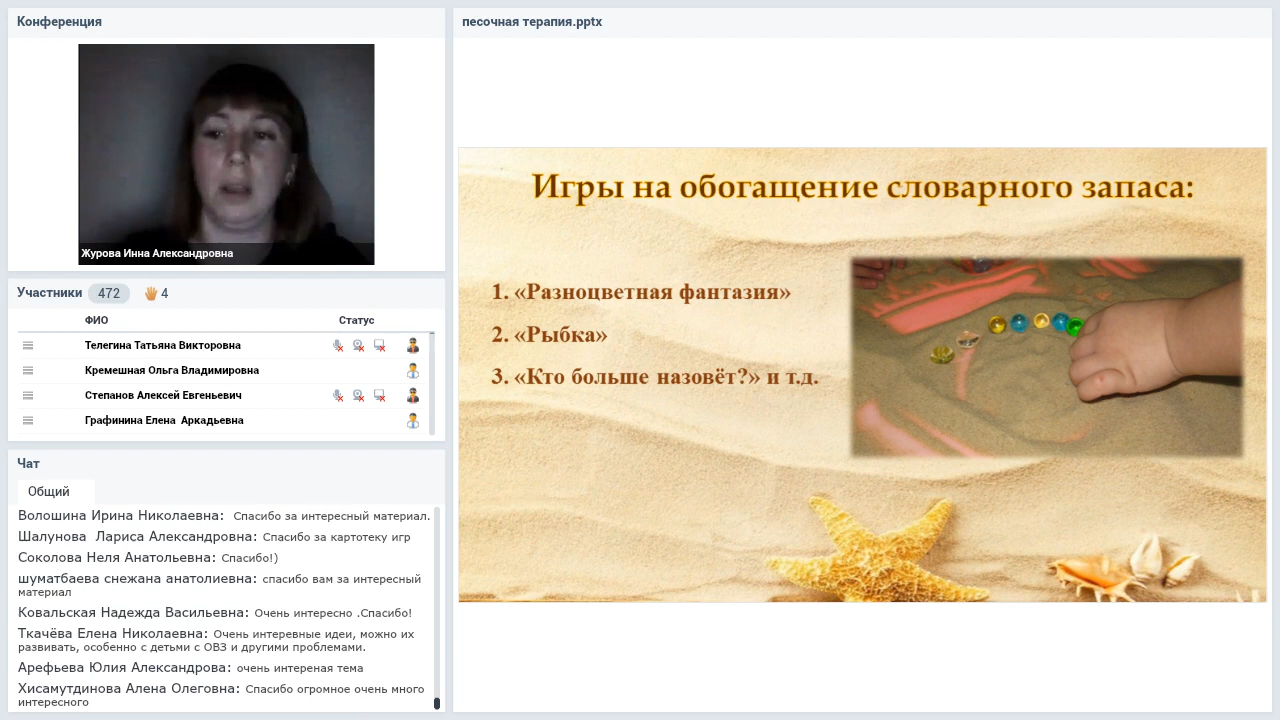 Конференция
Журова Инна Александровна
Участники 472 4
ФИО Статус
Телегина Татьяна Викторовна
Кремешная Ольга Владимировна
Степанов Алексей Евгеньевич
Графинина Елена Аркадьевна
Чат
Общий
Волошина Ирина Николаевна: Спасибо за интересный материал.
Шалунова Лариса Александровна: Спасибо за картотеку игр
Соколова Неля Анатольевна: Спасибо!)
шуматбаева снежана анатолиевна: спасибо вам за интересный
материал
Ковальская Надежда Васильевна: Очень интересно .Спасибо!
Ткачёва Елена Николаевна: Очень интеревные идеи, можно их
развивать, особенно с детьми с ОВЗ и другими проблемами.
Арефьева Юлия Александрова: очень интереная тема
Хисамутдинова Алена Олеговна: Спасибо огромное очень много
интересного
песочная терапия.pptx
Игры на обогащение словарного запаса:
1. «Разноцветная фантазия»
2. «Рыбка»
3. «Кто больше назовёт?» и т.д.